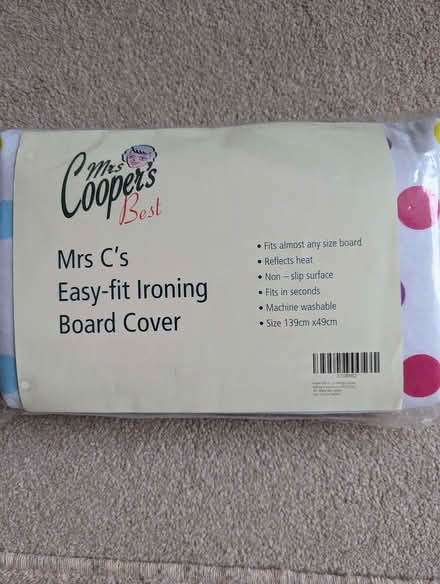 Mrs
Cooper's
Best
Mrs C's
Easy-fit Ironing
Board Cover
• Fits almost any size board
• Reflects heat
• Non – slip surface
• Fits in seconds
• Machine washable
• Size 139cm x49cm